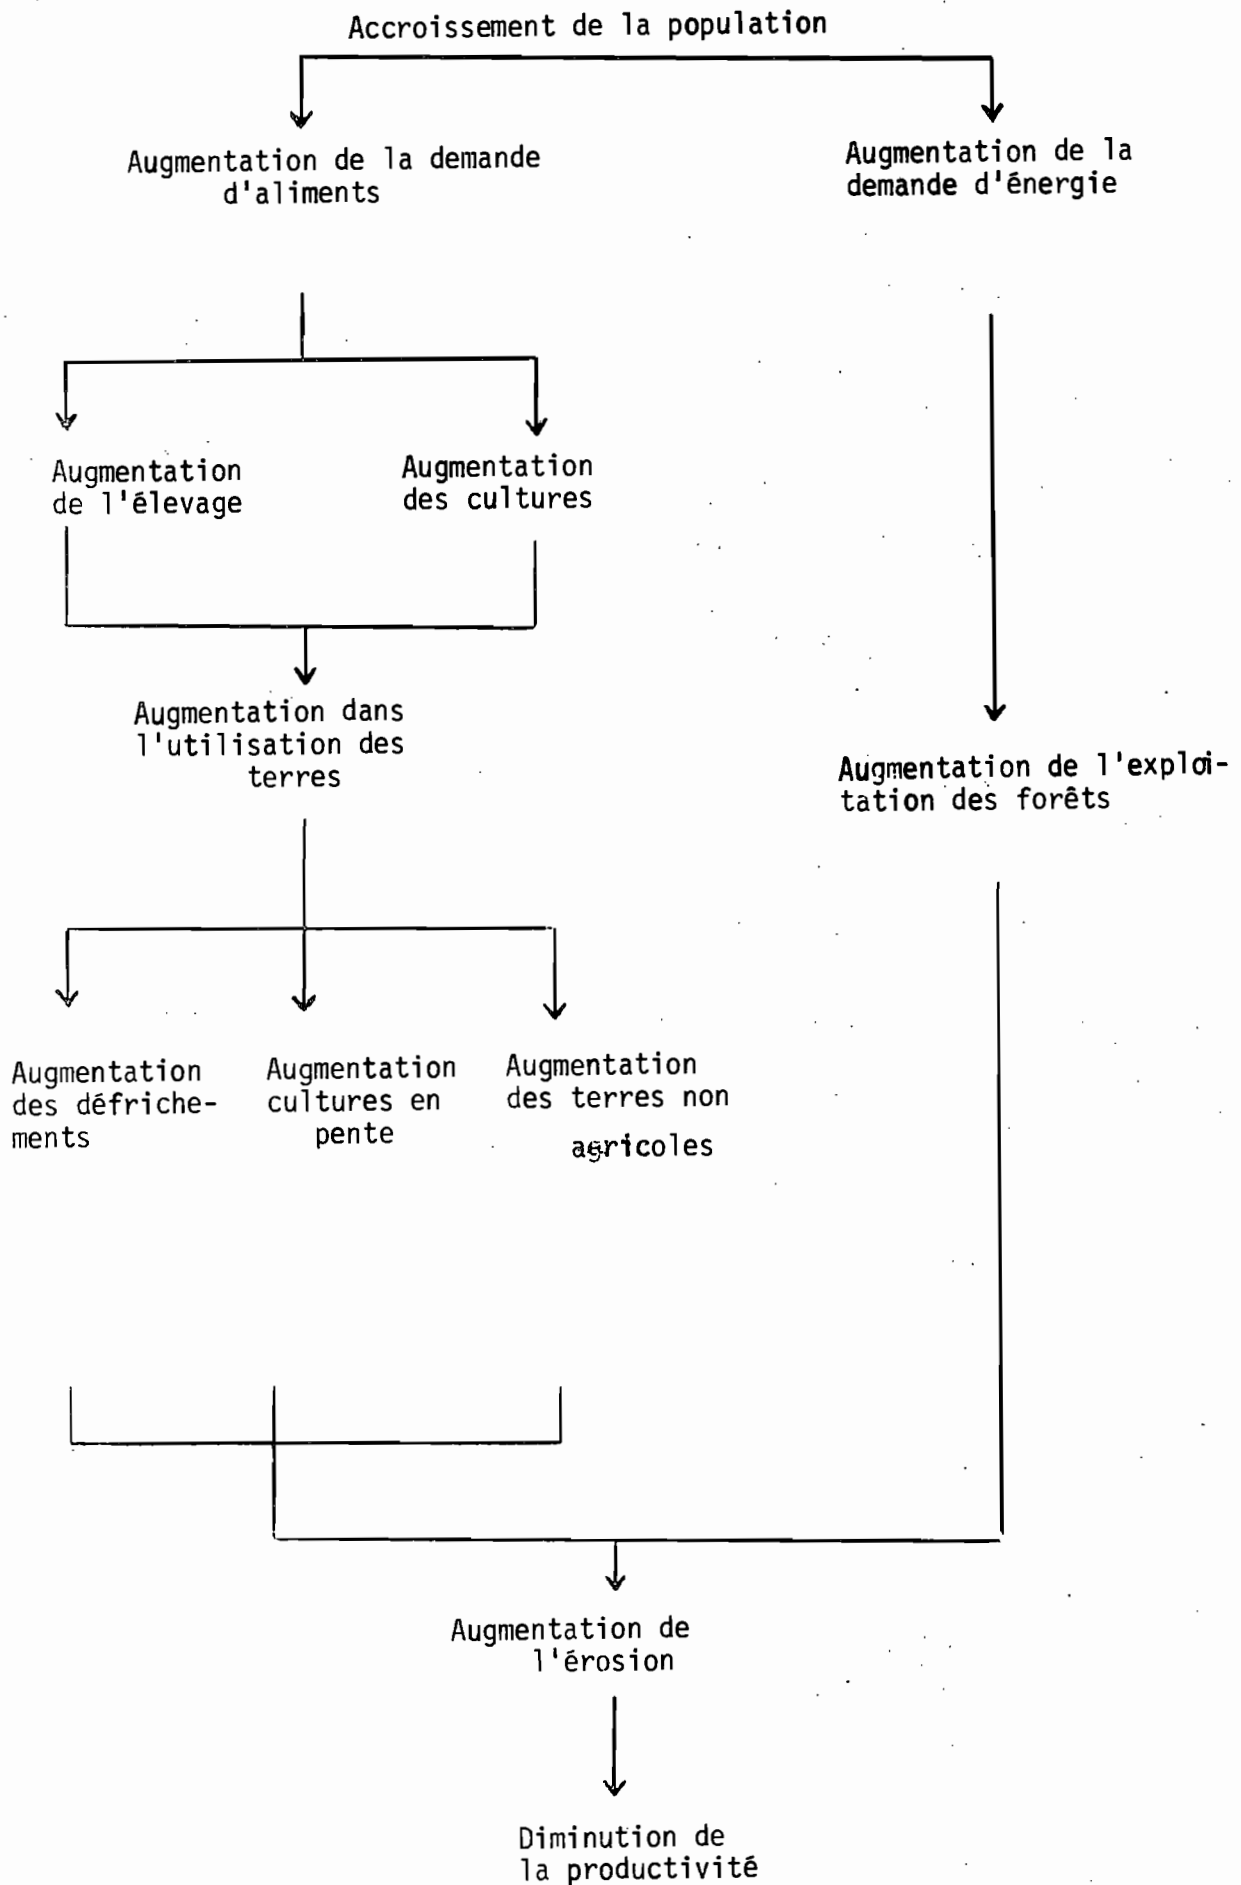 Accroissement de la population
Augmentation de la demande
d'aliments
Augmentation de la
demande d'énergie
Augmentation
de l'élevage
Augmentation
des cultures
Augmentation dans
l'utilisation des
terres
Augmentation de l'exploi-
tation des forêts
Augmentation
des défriche-
ments
Augmentation
cultures en
pente
Augmentation
des terres non
agricoles
Augmentation de
l'érosion
Diminution de
la productivité